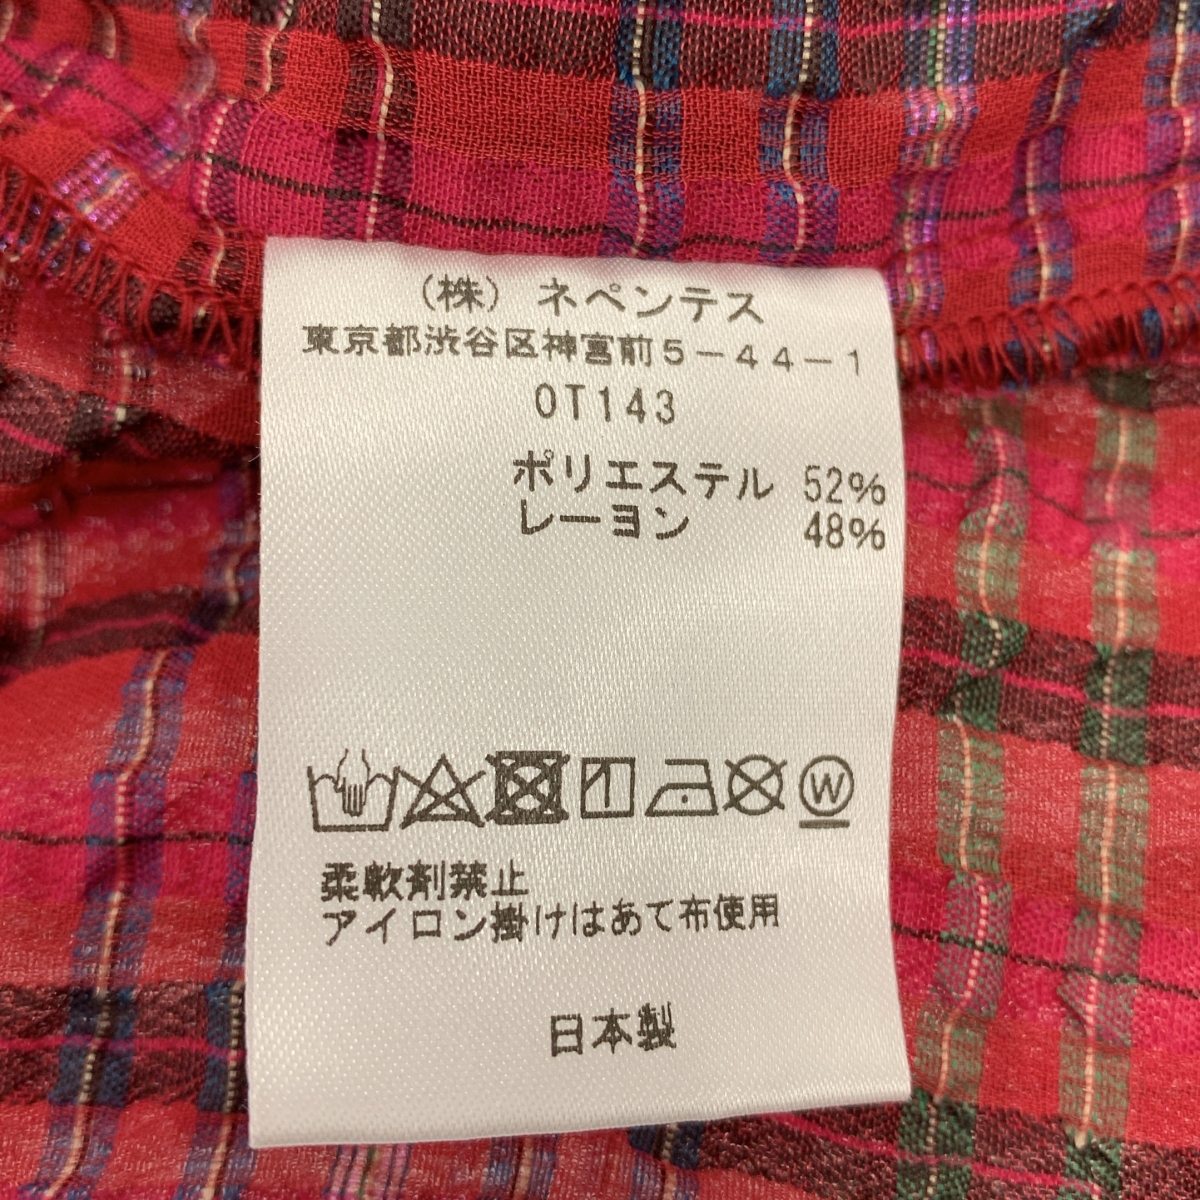 （株）ネペンテス
東京都渋谷区神宮前5－44－1
OT143
ポリエステル 52%
レーヨン 48%
W
柔軟剤禁止
アイロン掛けはあて布使用
日本製